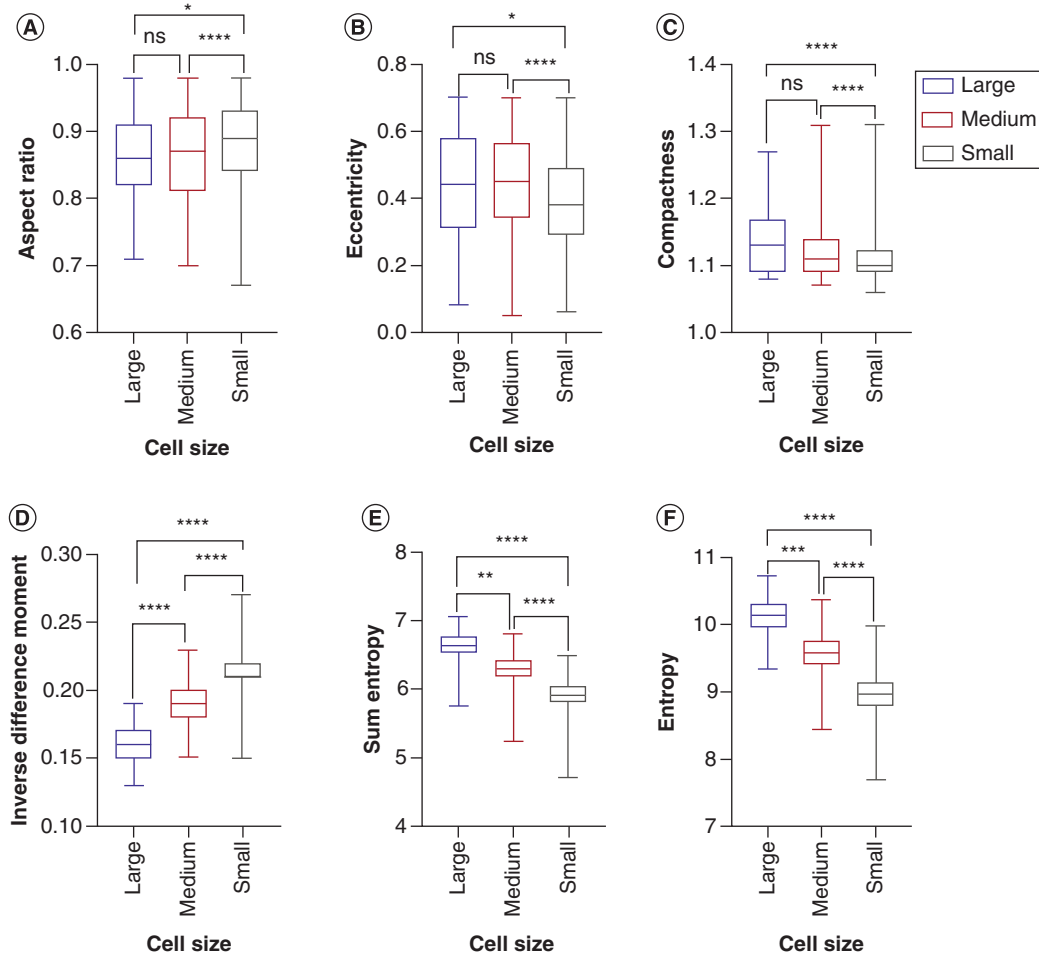 A
*
ns
****
1.0
0.9
0.8
0.7
0.6
Aspect ratio
Large
Medium
Small
Cell size
B
*
ns
****
0.8
0.6
0.4
0.2
0.0
Eccentricity
Large
Medium
Small
Cell size
C
****
ns
****
1.4
1.3
1.2
1.1
1.0
Compactness
Large
Medium
Small
Cell size
Large
Medium
Small
D
****
****
****
0.30
0.25
0.20
0.15
0.10
Inverse difference moment
Large
Medium
Small
Cell size
E
****
**
****
8
7
6
5
4
Sum entropy
Large
Medium
Small
Cell size
F
****
***
****
11
10
9
8
7
Entropy
Large
Medium
Small
Cell size